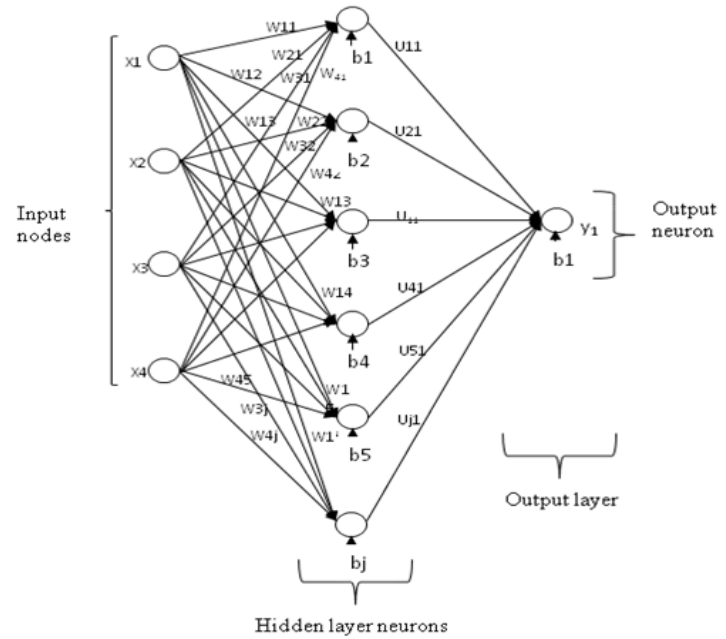 W11
b1
U11
X1
W21
W12
W31
W41
W13
W32
b2
U21
X2
W42
Input
nodes
W13
b3
y1
Output
neuron
b1
X3
W14
U41
b4
X4
W45
W1
U51
W3j
W4j
b5
Uj1
Output layer
bj
Hidden layer neurons